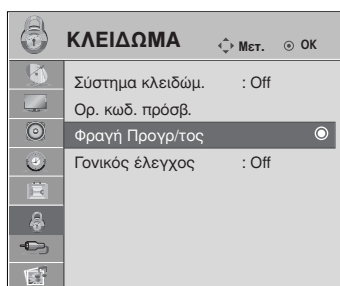 ΚΛΕΙΔΩΜΑ Μετ. OK
Σύστημα κλειδώμ. : Off
Ορ. κωδ. πρόσβ.
Φραγή Προγρ/τος
Γονικός έλεγχος : Off